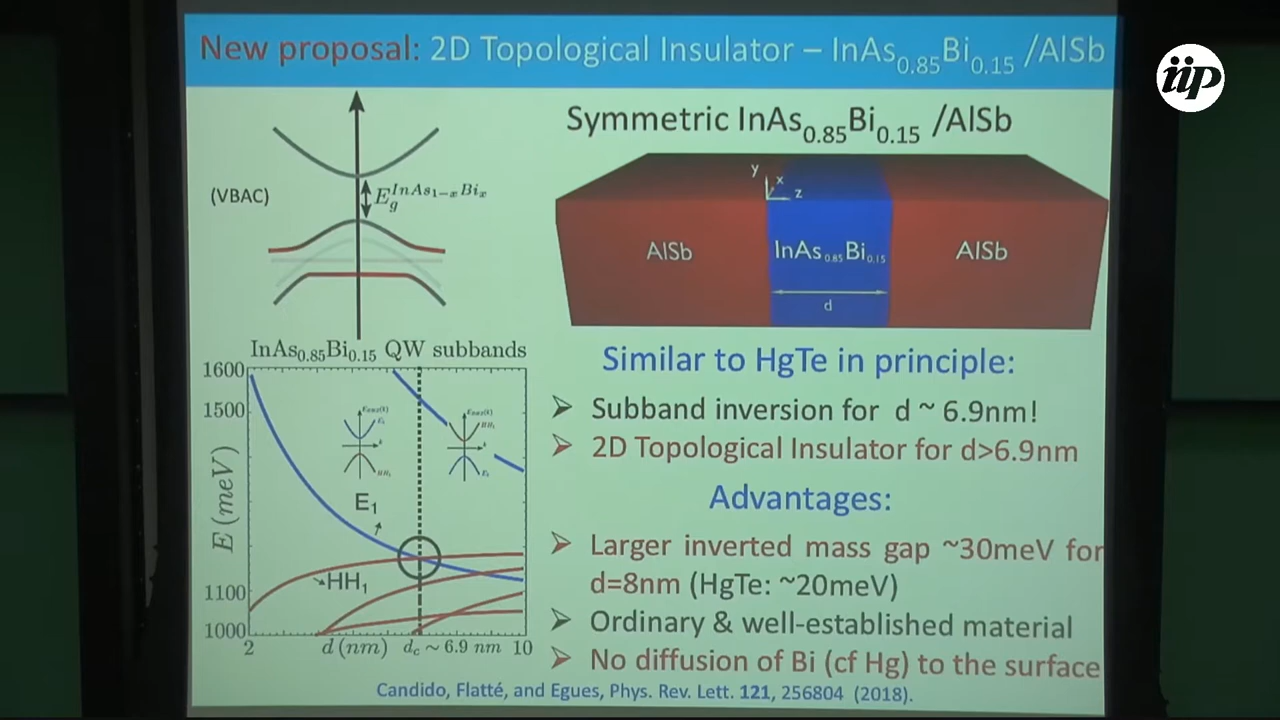 New proposal: 2D Topological Insulator – InAs0.85Bi0.15 /AlSb
iip
(VBAC)
Eg^InAs1−xBix
Symmetric InAs0.85Bi0.15 /AlSb
y
x
z
AlSb
InAs0.85Bi0.15
AlSb
d
InAs0.85Bi0.15 QW subbands
1600
1500
1100
1000
E (meV)
E1
HH1
2
d (nm)
dc ~ 6.9 nm
10
Similar to HgTe in principle:
➢ Subband inversion for d ~ 6.9nm!
➢ 2D Topological Insulator for d>6.9nm
Advantages:
➢ Larger inverted mass gap ~30meV for
d=8nm (HgTe: ~20meV)
➢ Ordinary & well-established material
➢ No diffusion of Bi (cf Hg) to the surface
Candido, Flatté, and Egues, Phys. Rev. Lett. 121, 256804 (2018).